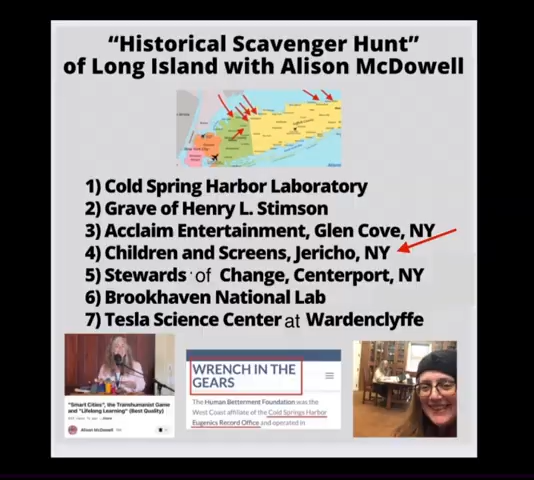 “Historical Scavenger Hunt”
of Long Island with Alison McDowell
1) Cold Spring Harbor Laboratory
2) Grave of Henry L. Stimson
3) Acclaim Entertainment, Glen Cove, NY
4) Children and Screens, Jericho, NY
5) Stewards of Change, Centerport, NY
6) Brookhaven National Lab
7) Tesla Science Center at Wardenclyffe
"Smart Cities", the Transhumanist Game
and "Lifelong Learning" (Best Quality)
Alison McDowell
WRENCH IN THE
GEARS
The Human Betterment Foundation was the
West Coast affiliate of the Cold Springs Harbor
Eugenics Record Office and operated in